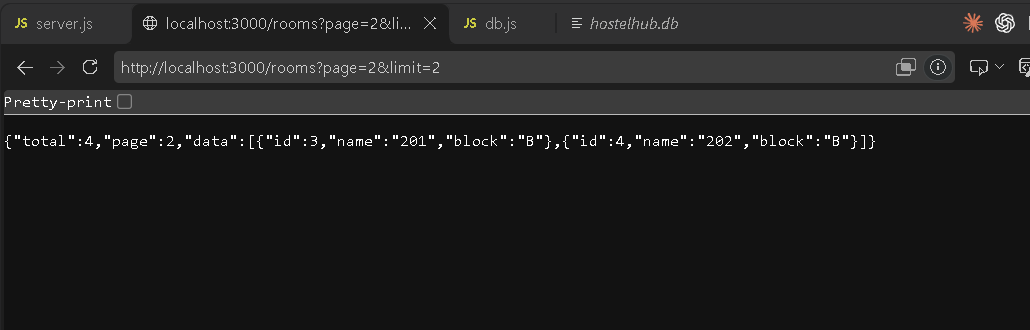 JS server.js
localhost:3000/rooms?page=2&li...
JS db.js
hostelhub.db
http://localhost:3000/rooms?page=2&limit=2
Pretty-print
{"total":4,"page":2,"data":[{"id":3,"name":"201","block":"B"},{"id":4,"name":"202","block":"B"}]}